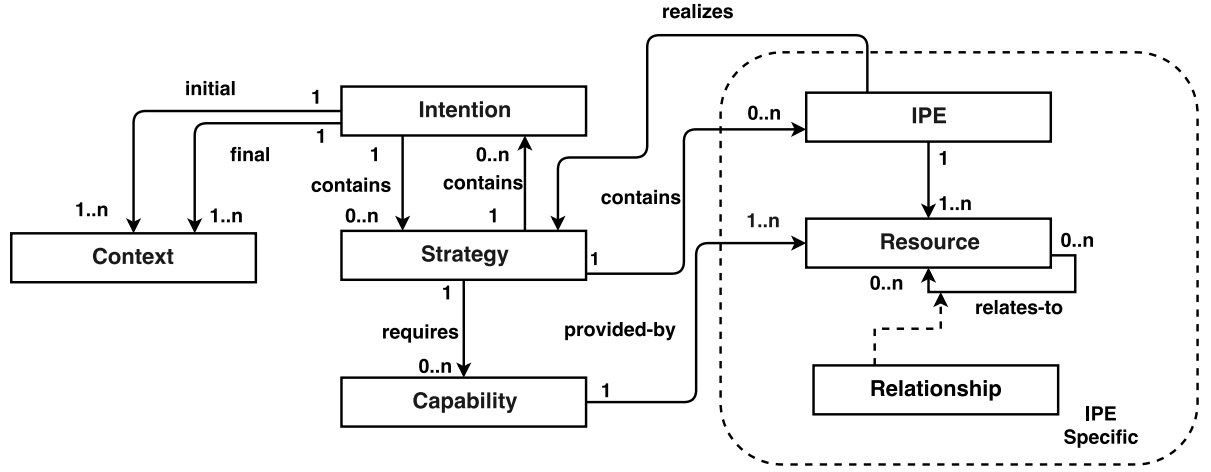 realizes
initial
1
Intention
1
final
1
0..n
contains
contains
0..n
1
1..n
1..n
Context
Strategy
1
contains
0..n
IPE
1
1..n
1..n
Resource
0..n
0..n
relates-to
1
requires
provided-by
0..n
Capability
1
Relationship
IPE
Specific